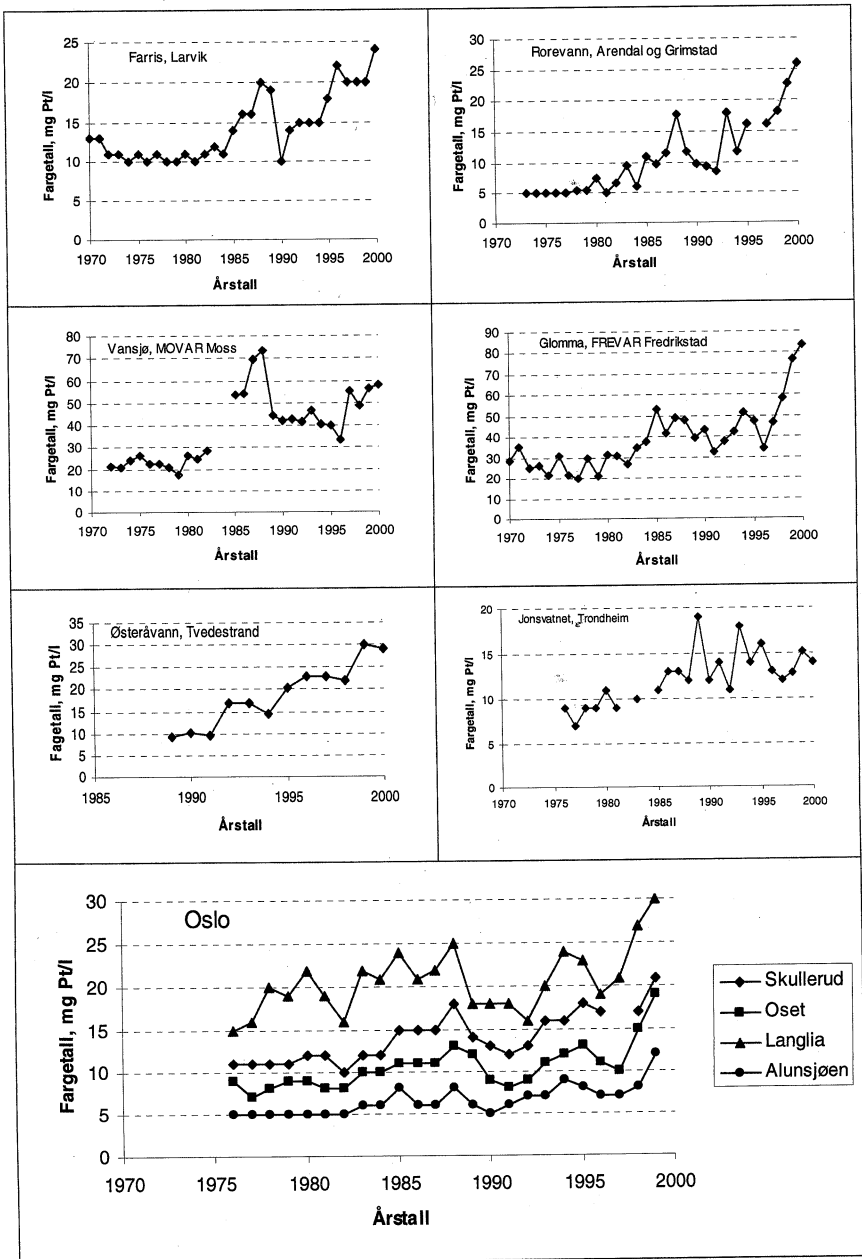 Farris, Larvik
Fargetall, mg Pt/l
25
20
15
10
5
0
1970 1975 1980 1985 1990 1995 2000
Årstall
Rorevann, Arendal og Grimstad
Fargetall, mg Pt/l
30
25
20
15
10
5
0
1970 1975 1980 1985 1990 1995 2000
Årstall
Vansjø, MOVAR Moss
Fargetall, mg Pt/l
80
70
60
50
40
30
20
10
0
1970 1975 1980 1985 1990 1995 2000
Årstall
Glomma, FREVAR Fredrikstad
Fargetall, mg Pt/l
90
80
70
60
50
40
30
20
10
0
1970 1975 1980 1985 1990 1995 2000
Årstall
Østeråvann, Tvedestrand
Fagetall, mg Pt/l
35
30
25
20
15
10
5
0
1985 1990 1995 2000
Årstall
Jonsvatnet, Trondheim
Fargetall, mg Pt/l
20
15
10
5
0
1970 1975 1980 1985 1990 1995 2000
Årstall
Oslo
Fargetall, mg Pt/l
30
25
20
15
10
5
0
1970 1975 1980 1985 1990 1995 2000
Årstall
Skullerud
Oset
Langlia
Alunsjøen